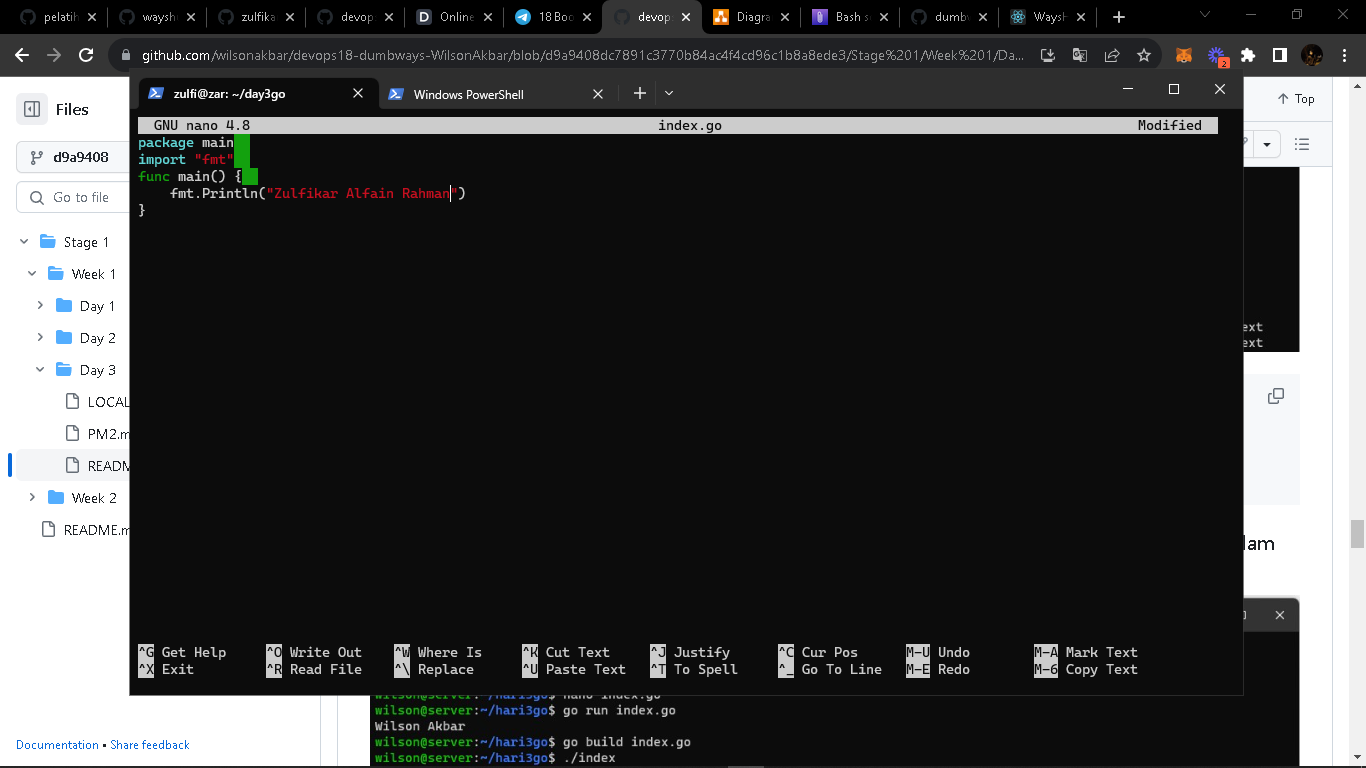 pelatih
waysh
zulfika
devop
Online
18 Boo
devop
Diagra
Bash s
dumbw
Waysh
github.com/wilsonakbar/devops18-dumbways-WilsonAkbar/blob/d9a9408dc7891c3770b84ac4f4cd96c1b8a8ede3/Stage%201/Week%201/Da...
2
Files
d9a9408
Go to file
Stage 1
Week 1
Day 1
Day 2
Day 3
LOCAL
PM2.m
READM
Week 2
README.m
Documentation • Share feedback
Top
zulfi@zar: ~/day3go
Windows PowerShell
GNU nano 4.8 index.go Modified
package main
import "fmt"
func main() {
    fmt.Println("Zulfikar Alfain Rahman")
}
^G Get Help ^O Write Out ^W Where Is ^K Cut Text ^J Justify ^C Cur Pos M-U Undo M-A Mark Text
^X Exit ^R Read File ^\ Replace ^U Paste Text ^T To Spell ^_ Go To Line M-E Redo M-6 Copy Text
ext
ext
lam
wilson@server:~/hari3go$ nano index.go
wilson@server:~/hari3go$ go run index.go
Wilson Akbar
wilson@server:~/hari3go$ go build index.go
wilson@server:~/hari3go$ ./index